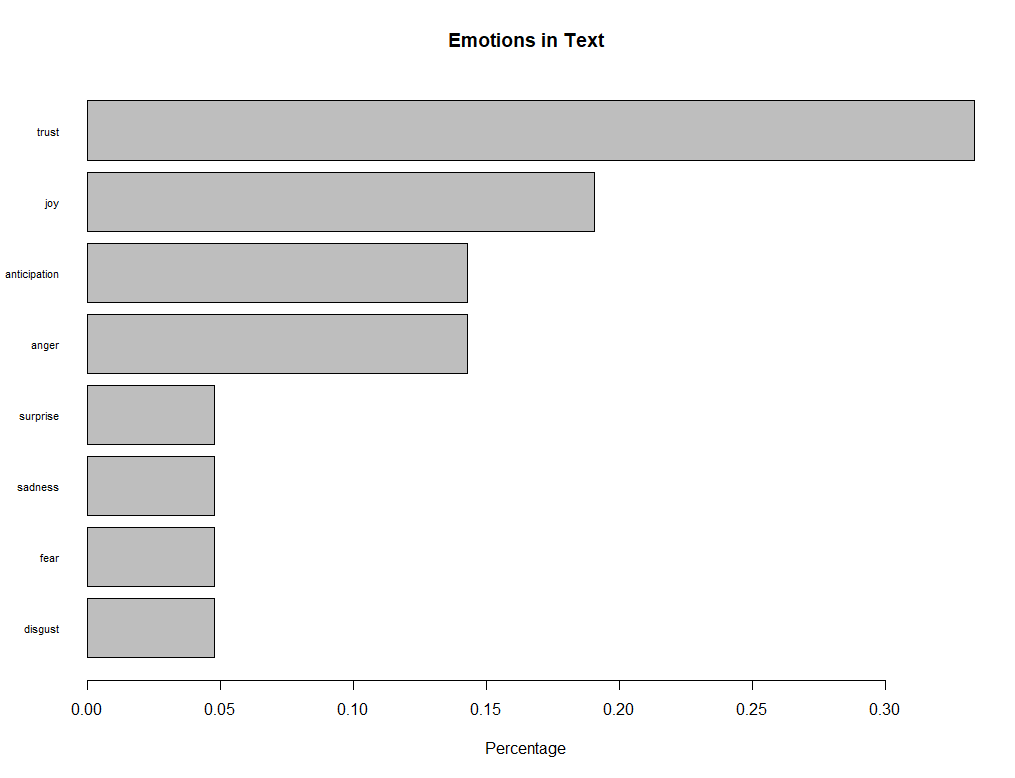 Emotions in Text
trust
joy
anticipation
anger
surprise
sadness
fear
disgust
0.00 0.05 0.10 0.15 0.20 0.25 0.30
Percentage